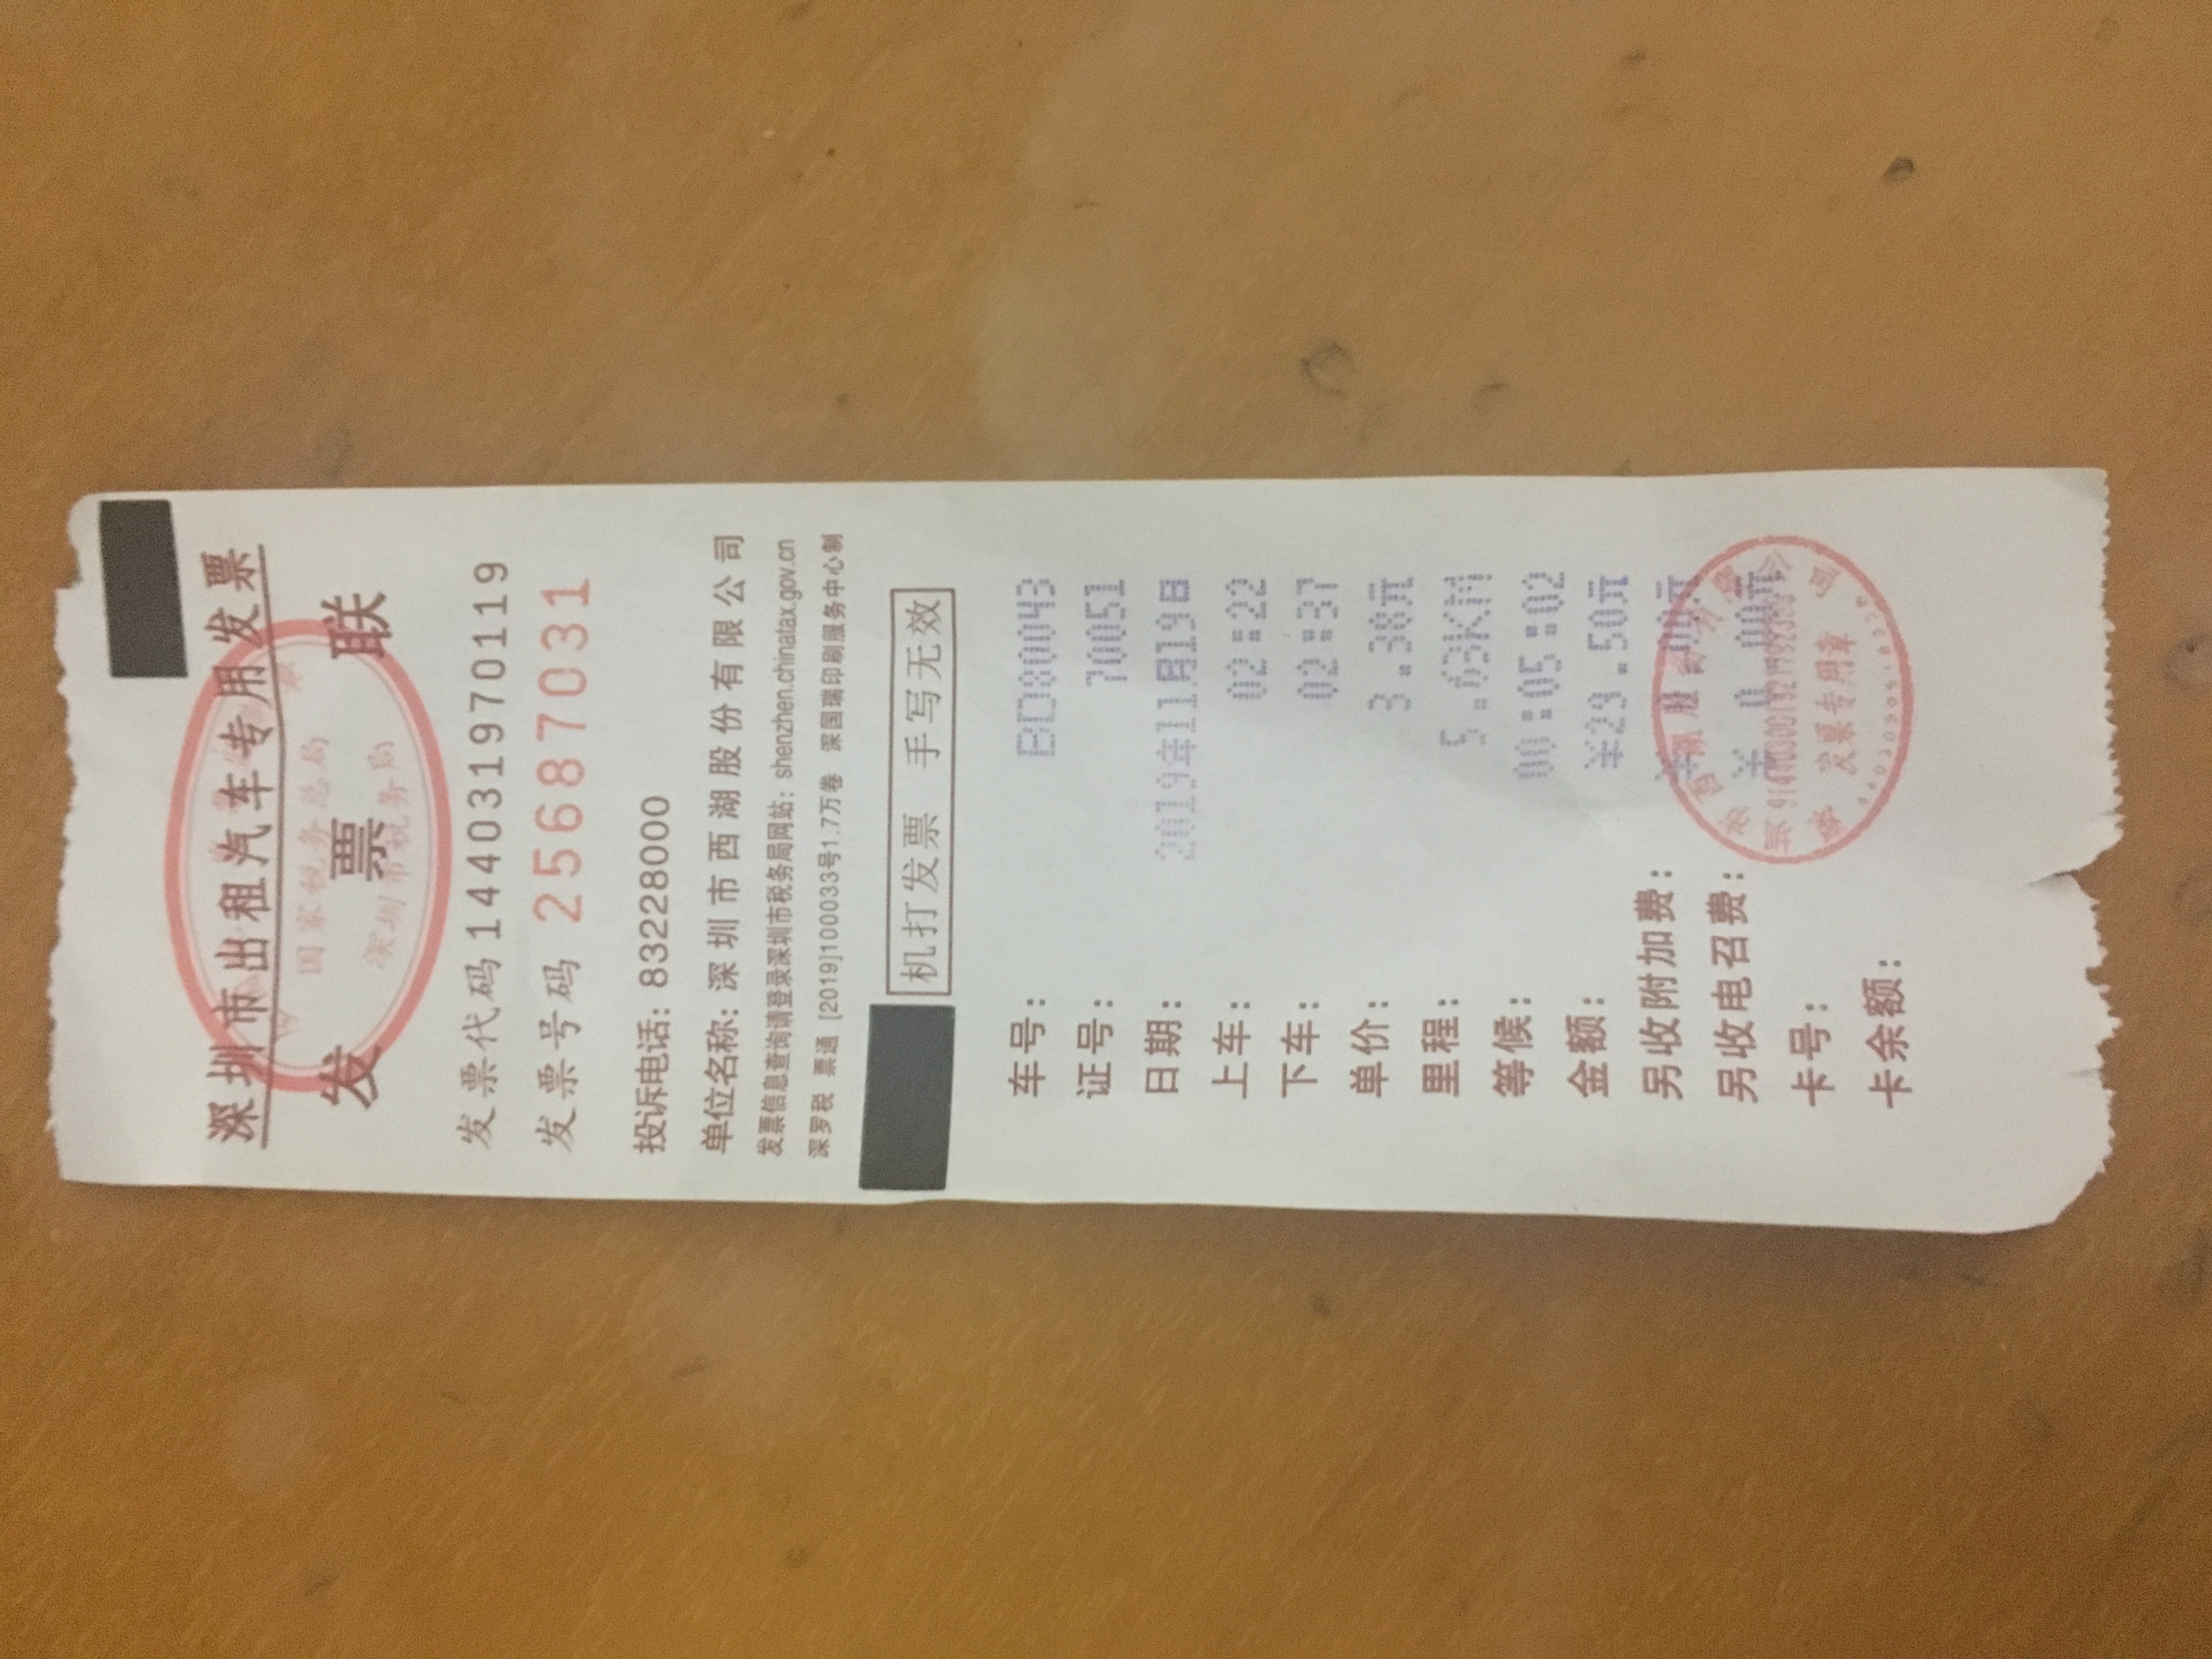 深圳市出租汽车专用发票
国家税务总局
发票联
深圳市税务局
发票代码 144031970119
发票号码 25687031
投诉电话: 83228000
单位名称: 深圳市西湖股份有限公司
发票信息查询请登录深圳市税务局网站: shenzhen.chinatax.gov.cn
深罗税 票通 [2019]100033号1.7万卷 深国瑞印刷服务中心制
机打发票 手写无效
车号: BD80043
证号: 70051
日期: 2019年11月19日
上车: 02:22
下车: 02:37
单价: 3.38元
里程: 5.63KM
等候: 00:05:02
金额: ¥29.50元
另收附加费: ¥ 0.00元
另收电召费: ¥ 0.00元
深圳市西湖股份有限公司
发票专用章
卡号:
卡余额: